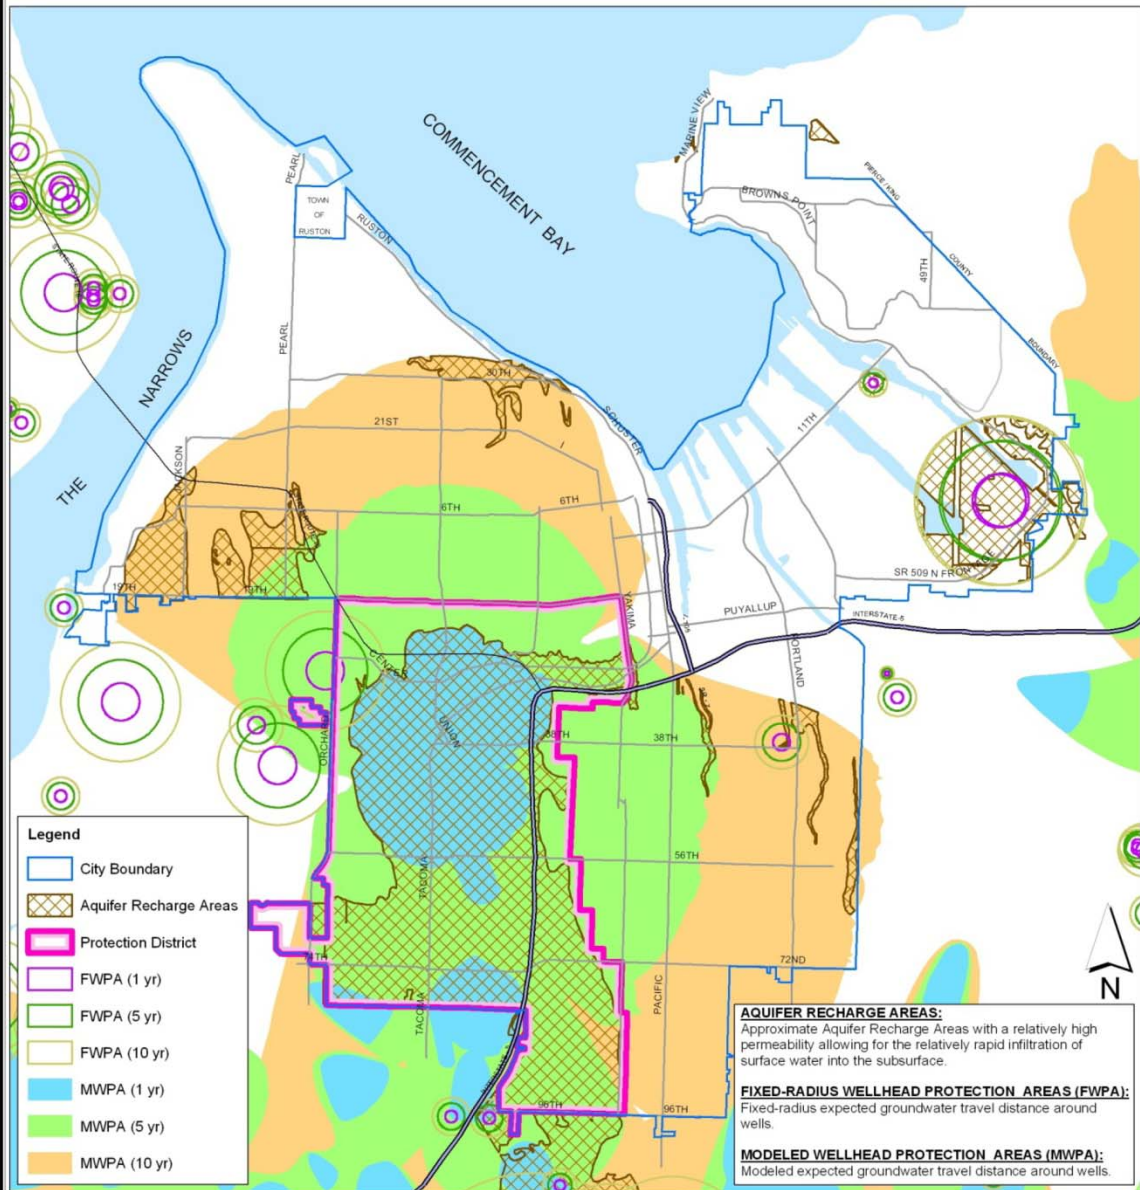 COMMENCEMENT BAY
THE NARROWS
MARINE VIEW
BROWNS POINT
PIERCE / KING
COUNTY
BOUNDARY
49TH
PEARL
TOWN
OF
RUSTON
RUSTON
PEARL
30TH
21ST
SCHUSTER
11TH
JACKSON
6TH
6TH
19TH
19TH
SR 509 N FRONTAGE
YAKIMA
PUYALLUP
INTERSTATE-5
I-705
PORTLAND
CENTER
UNION
ORCHARD
38TH
38TH
56TH
TACOMA
74TH
72ND
TACOMA
PACIFIC
96TH
96TH
N
Legend
City Boundary
Aquifer Recharge Areas
Protection District
FWPA (1 yr)
FWPA (5 yr)
FWPA (10 yr)
MWPA (1 yr)
MWPA (5 yr)
MWPA (10 yr)
AQUIFER RECHARGE AREAS:
Approximate Aquifer Recharge Areas with a relatively high
permeability allowing for the relatively rapid infiltration of
surface water into the subsurface.
FIXED-RADIUS WELLHEAD PROTECTION AREAS (FWPA):
Fixed-radius expected groundwater travel distance around
wells.
MODELED WELLHEAD PROTECTION AREAS (MWPA):
Modeled expected groundwater travel distance around wells.